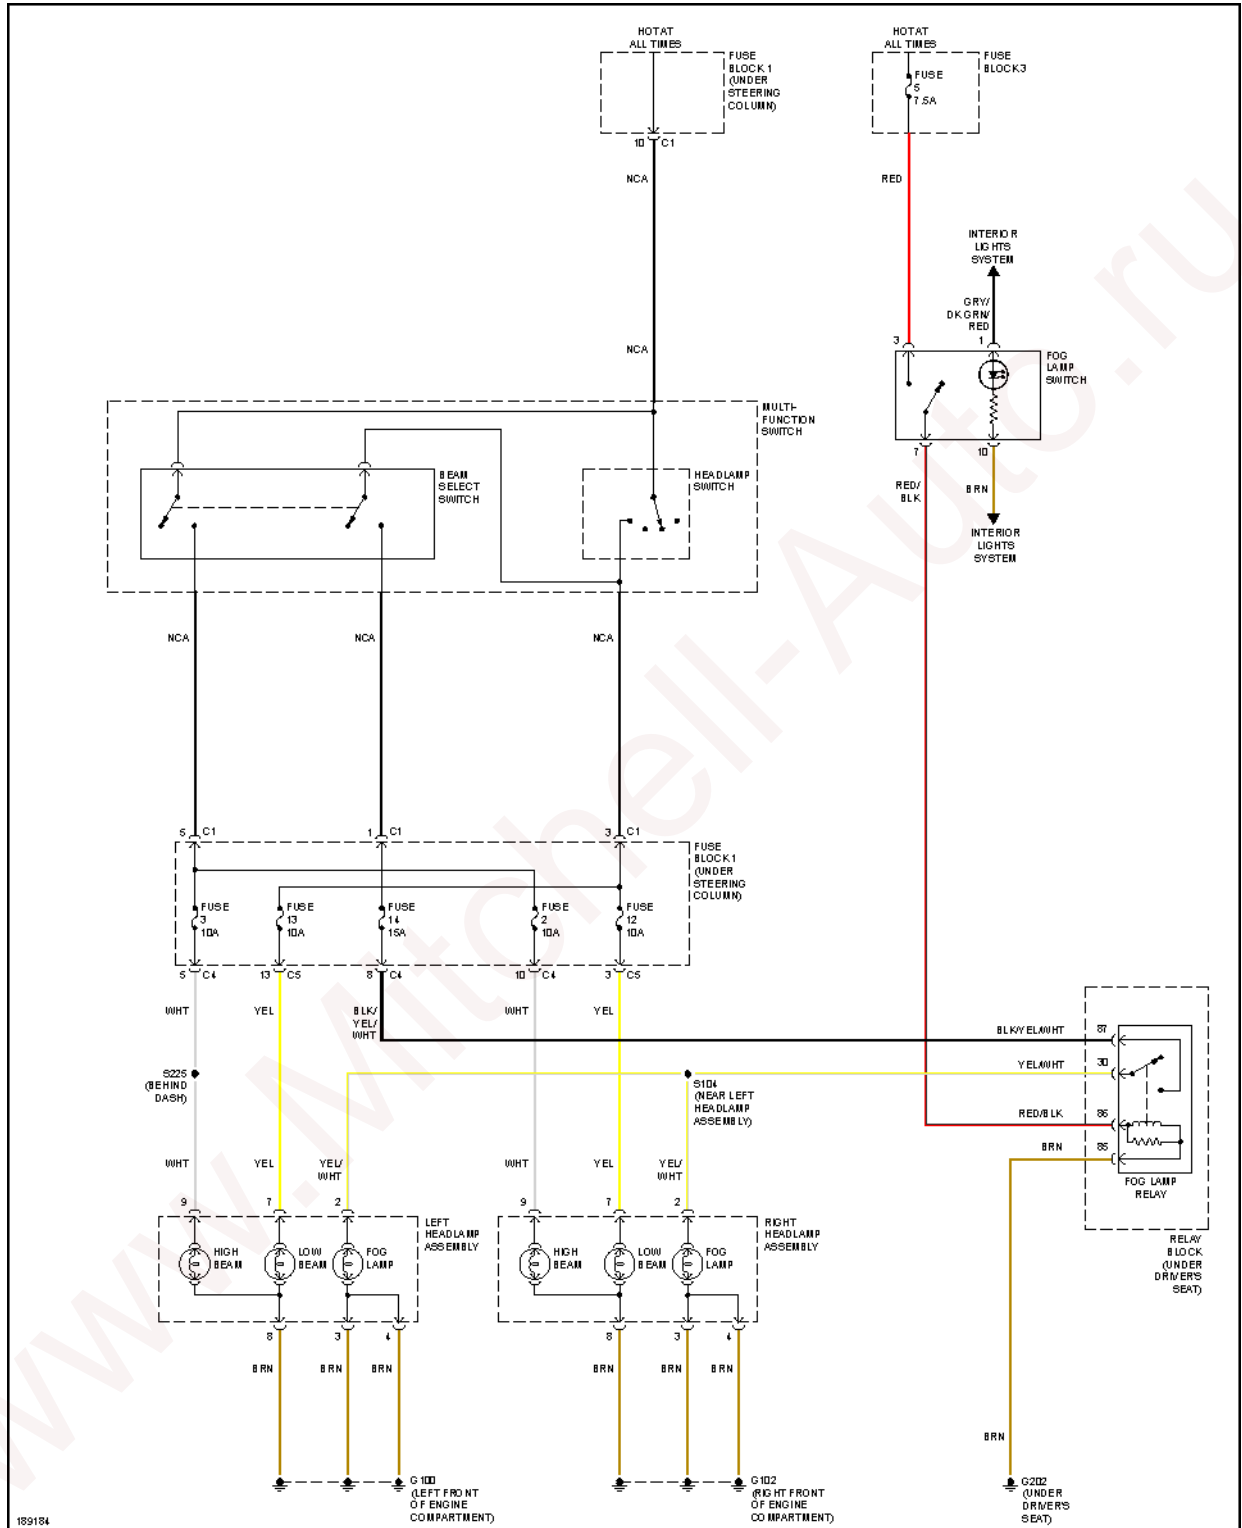 HOT AT
ALL TIMES
FUSE
BLOCK 1
(UNDER
STEERING
COLUMN)
10 C1
NCA
NCA
HOT AT
ALL TIMES
FUSE
BLOCK 3
FUSE
5
7.5A
RED
INTERIOR
LIGHTS
SYSTEM
GRY/
DK GRN/
RED
3
1
FOG
LAMP
SWITCH
7
10
RED/
BLK
BRN
INTERIOR
LIGHTS
SYSTEM
MULTI-
FUNCTION
SWITCH
BEAM
SELECT
SWITCH
HEADLAMP
SWITCH
NCA
NCA
NCA
5 C1
1 C1
3 C1
FUSE
BLOCK 1
(UNDER
STEERING
COLUMN)
FUSE
3
10A
FUSE
13
10A
FUSE
14
15A
FUSE
2
10A
FUSE
12
10A
5 C4
13 C5
8 C4
10 C4
3 C5
WHT
YEL
BLK/
YEL/
WHT
WHT
YEL
BLK/YEL/WHT
87
YEL/WHT
30
RED/BLK
86
BRN
85
FOG LAMP
RELAY
RELAY
BLOCK
(UNDER
DRIVER'S
SEAT)
S225
(BEHIND
DASH)
S104
(NEAR LEFT
HEADLAMP
ASSEMBLY)
WHT
YEL
YEL/
WHT
WHT
YEL
YEL/
WHT
9
7
2
9
7
2
LEFT
HEADLAMP
ASSEMBLY
HIGH
BEAM
LOW
BEAM
FOG
LAMP
RIGHT
HEADLAMP
ASSEMBLY
HIGH
BEAM
LOW
BEAM
FOG
LAMP
8
3
4
8
3
4
BRN
BRN
BRN
BRN
BRN
BRN
BRN
G100
(LEFT FRONT
OF ENGINE
COMPARTMENT)
G102
(RIGHT FRONT
OF ENGINE
COMPARTMENT)
G202
(UNDER
DRIVER'S
SEAT)
189184
www.Mitchell-Auto.ru